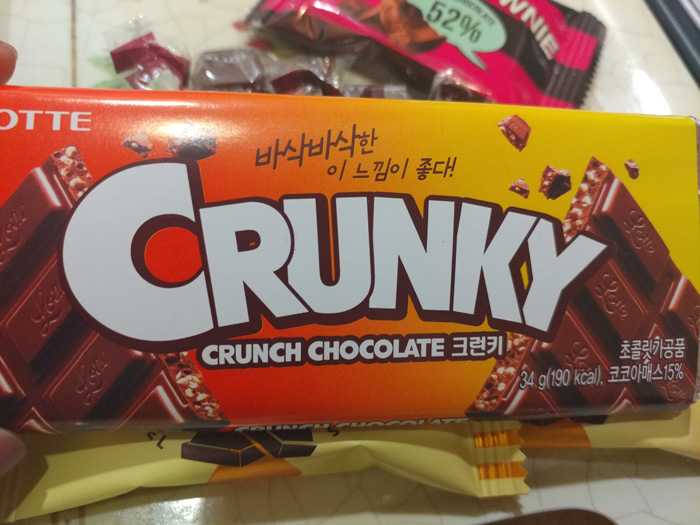 52%
WNIE
OTTE
바삭바삭한
이 느낌이 좋다!
CRUNKY
CRUNCH CHOCOLATE 크런키
초콜릿가공품
34 g(190 kcal), 코코아매스15%
Love
Love
CRUNCH CHOCOLATE